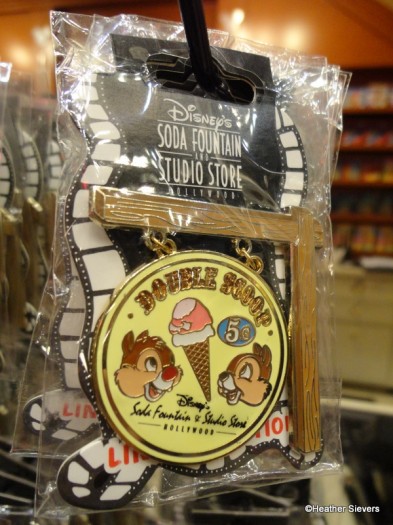 Disney's
SODA FOUNTAIN
AND
STUDIO STORE
HOLLYWOOD
DOUBLE SCOOP
5¢
Disney's
Soda Fountain & Studio Store
HOLLYWOOD
©Heather Sievers